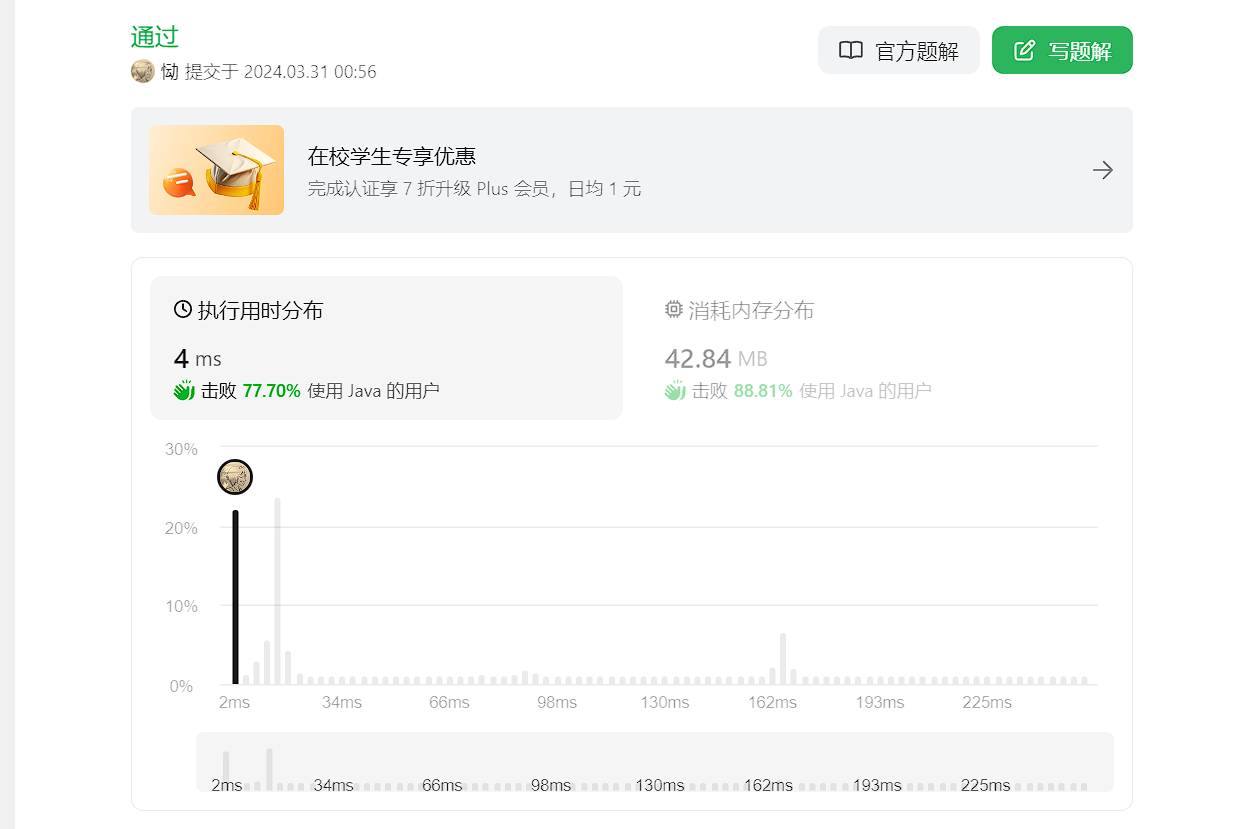 通过
官方题解
写题解
恸 提交于 2024.03.31 00:56
在校学生专享优惠
完成认证享 7 折升级 Plus 会员，日均 1 元
执行用时分布
4 ms
击败 77.70% 使用 Java 的用户
消耗内存分布
42.84 MB
击败 88.81% 使用 Java 的用户
30%
20%
10%
0%
2ms 34ms 66ms 98ms 130ms 162ms 193ms 225ms
2ms 34ms 66ms 98ms 130ms 162ms 193ms 225ms